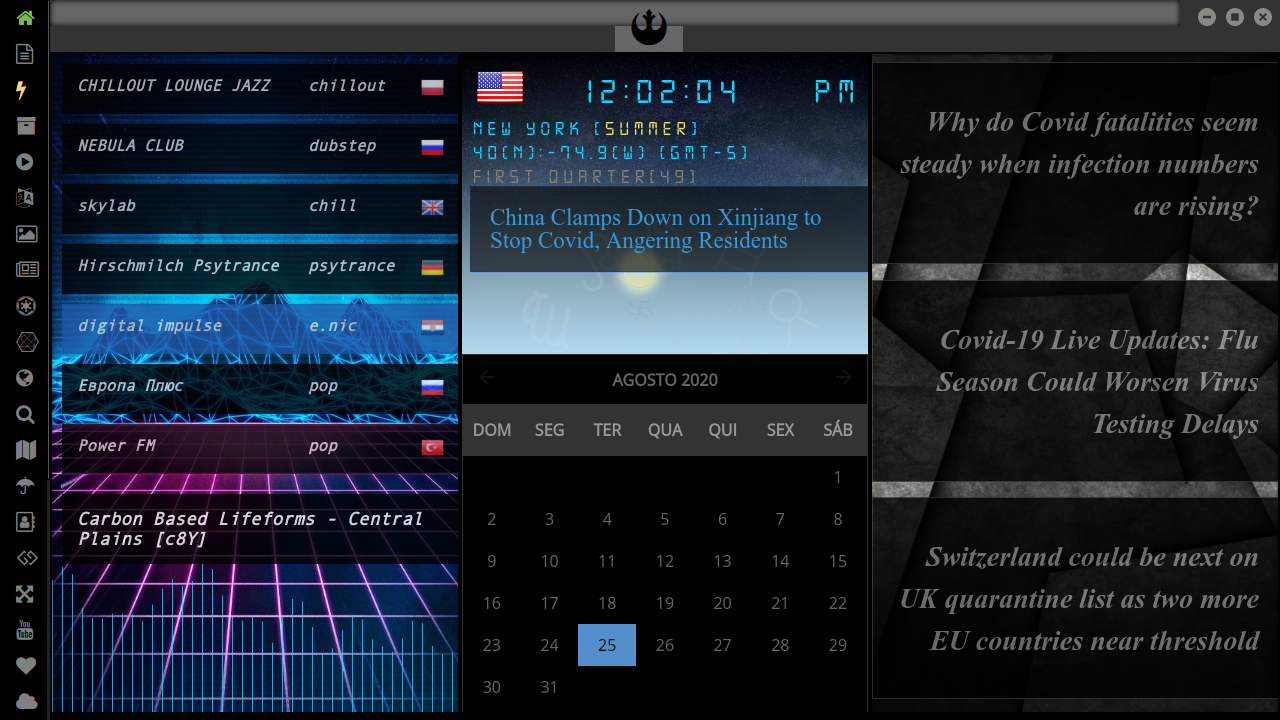 CHILLOUT LOUNGE JAZZ chillout
NEBULA CLUB dubstep
skylab chill
Hirschmilch Psytrance psytrance
digital impulse e.nic
Европа Плюс pop
Power FM pop
Carbon Based Lifeforms - Central
Plains [c8Y]
12:02:04 PM
NEW YORK (SUMMER)
40(N):-74.9(W) (GMT-5)
FIRST QUARTER(49)
China Clamps Down on Xinjiang to
Stop Covid, Angering Residents
AGOSTO 2020
DOM SEG TER QUA QUI SEX SÁB
1
2 3 4 5 6 7 8
9 10 11 12 13 14 15
16 17 18 19 20 21 22
23 24 25 26 27 28 29
30 31
Why do Covid fatalities seem
steady when infection numbers
are rising?
Covid-19 Live Updates: Flu
Season Could Worsen Virus
Testing Delays
Switzerland could be next on
UK quarantine list as two more
EU countries near threshold
You
Tube